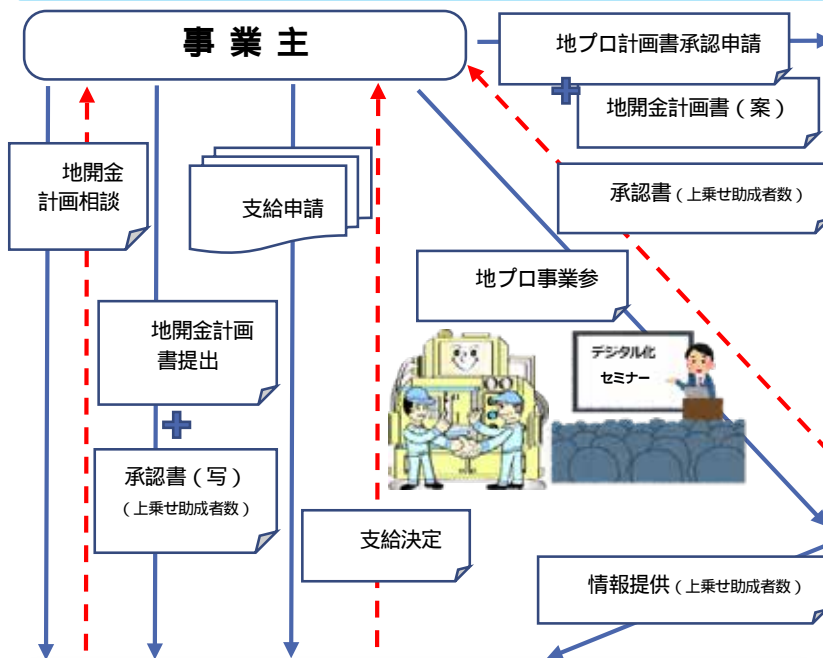 事 業 主
地プロ計画書承認申請
地開金計画書（案）
承認書（上乗せ助成者数）
地開金
計画相談
支給申請
地プロ事業参
地開金計画
書提出
デジタル化
セミナー
承認書（写）
（上乗せ助成者数）
支給決定
情報提供（上乗せ助成者数）